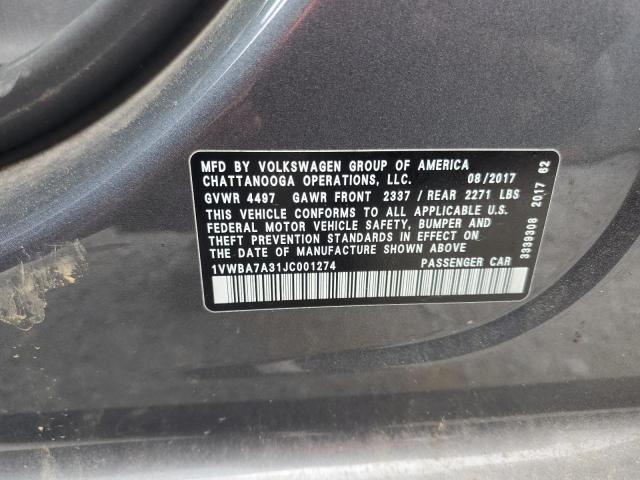 MFD BY VOLKSWAGEN GROUP OF AMERICA
CHATTANOOGA OPERATIONS, LLC. 08/2017
GVWR 4497 GAWR FRONT 2337 / REAR 2271 LBS
THIS VEHICLE CONFORMS TO ALL APPLICABLE U.S.
FEDERAL MOTOR VEHICLE SAFETY, BUMPER AND
THEFT PREVENTION STANDARDS IN EFFECT ON
THE DATE OF MANUFACTURE SHOWN ABOVE
1VWBA7A31JC001274 PASSENGER CAR
3339308 2017 62